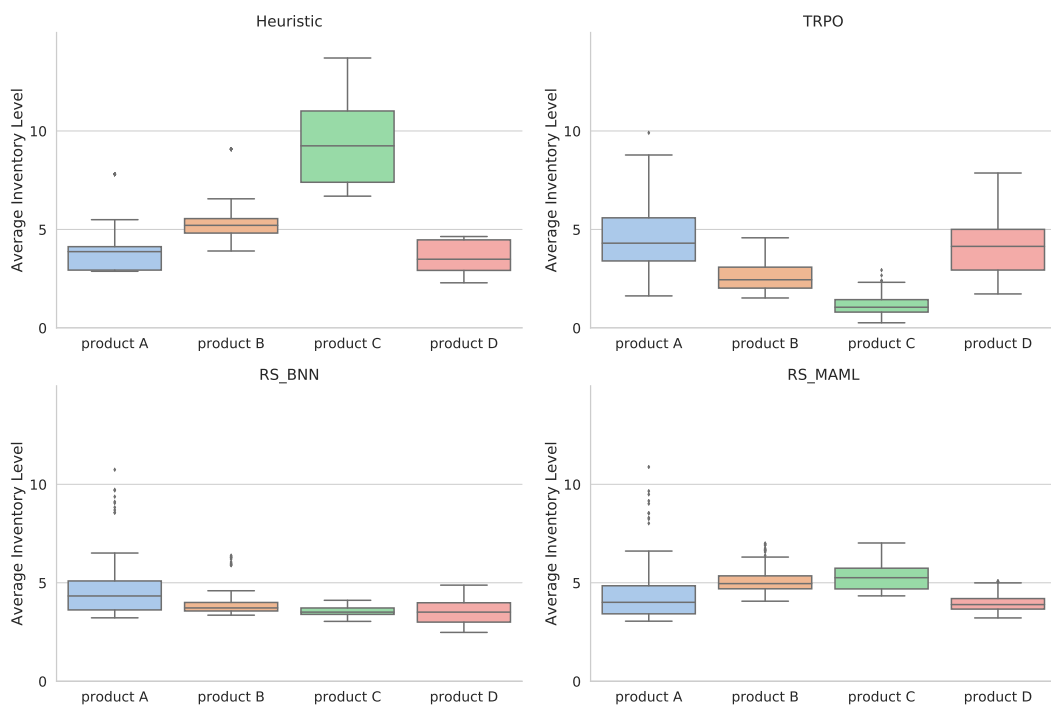 Heuristic
Average Inventory Level
10
5
0
product A
product B
product C
product D
TRPO
Average Inventory Level
10
5
0
product A
product B
product C
product D
RS_BNN
Average Inventory Level
10
5
0
product A
product B
product C
product D
RS_MAML
Average Inventory Level
10
5
0
product A
product B
product C
product D